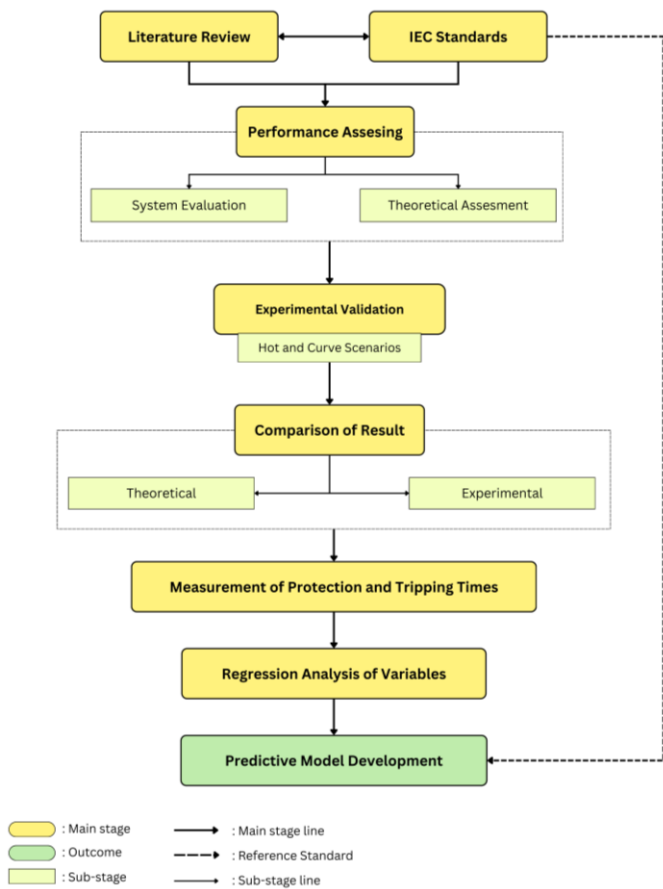 Literature Review
IEC Standards
Performance Assesing
System Evaluation
Theoretical Assesment
Experimental Validation
Hot and Curve Scenarios
Comparison of Result
Theoretical
Experimental
Measurement of Protection and Tripping Times
Regression Analysis of Variables
Predictive Model Development
: Main stage
: Main stage line
: Outcome
: Reference Standard
: Sub-stage
: Sub-stage line